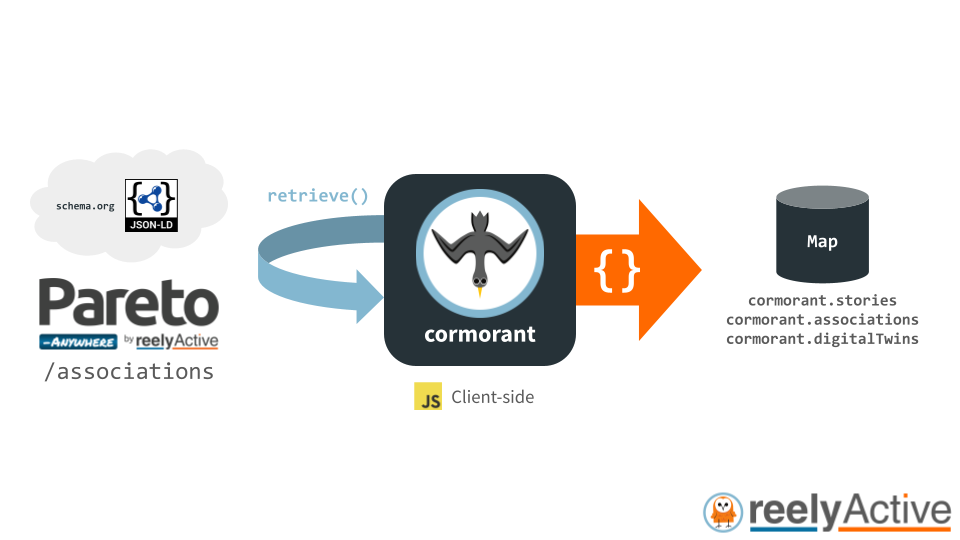 schema.org
JSON-LD
Pareto
-ANYWHERE by reelyActive
/associations
retrieve()
cormorant
JS Client-side
{}
Map
cormorant.stories
cormorant.associations
cormorant.digitalTwins
reelyActive